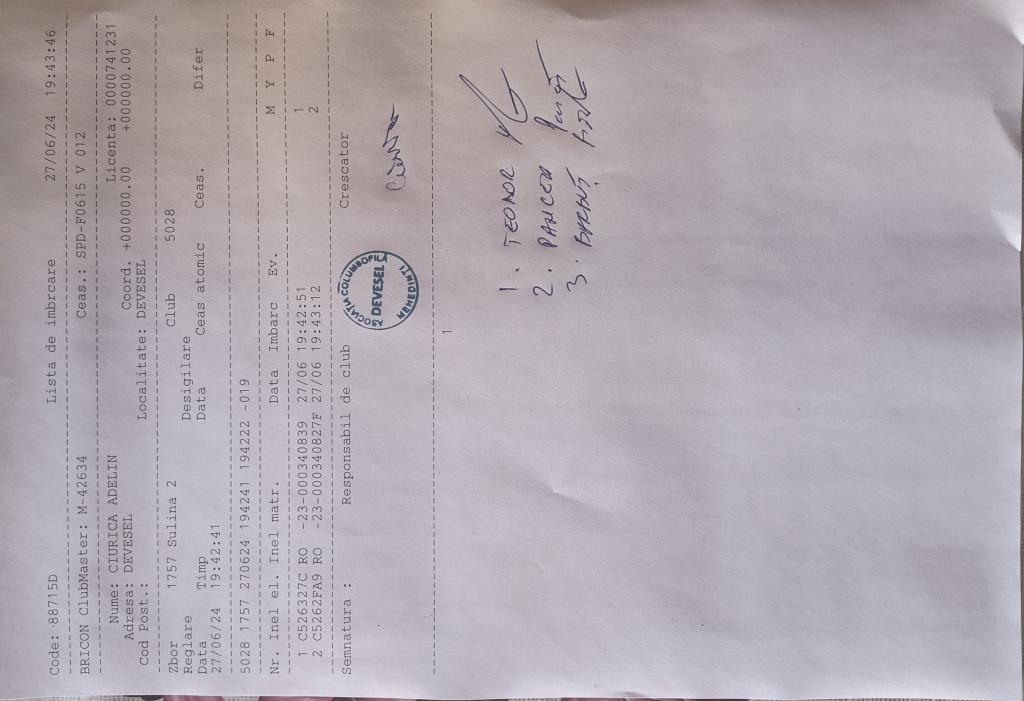 Code: 88715D Lista de imbrcare 27/06/24 19:43:46
BRICON ClubMaster: M-42634 Ceas.: SPD-F0615 V 012
Nume: CIURICA ADELIN Licenta: 0000741231
Adresa: DEVESEL Coord. +000000.00 +000000.00
Cod Post.: Localitate: DEVESEL
Zbor 1757 Sulina 2 Club 5028
Reglare Desigilare
Data Timp Data Ceas atomic Ceas. Difer
27/06/24 19:42:41
5028 1757 270624 194241 194222 -019
Nr. Inel el. Inel matr. Data Imbarc Ev. M Y P F
1 C526327C RO -23-000340839 27/06 19:42:51 1
2 C5262FA9 RO -23-000340827F 27/06 19:43:12 2
Semnatura : Responsabil de club Crescator
ASOCIATIA COLUMBOFILA
DEVESEL
MEHEDINTI
1
1. TEODOR
2. PANCEA
3.